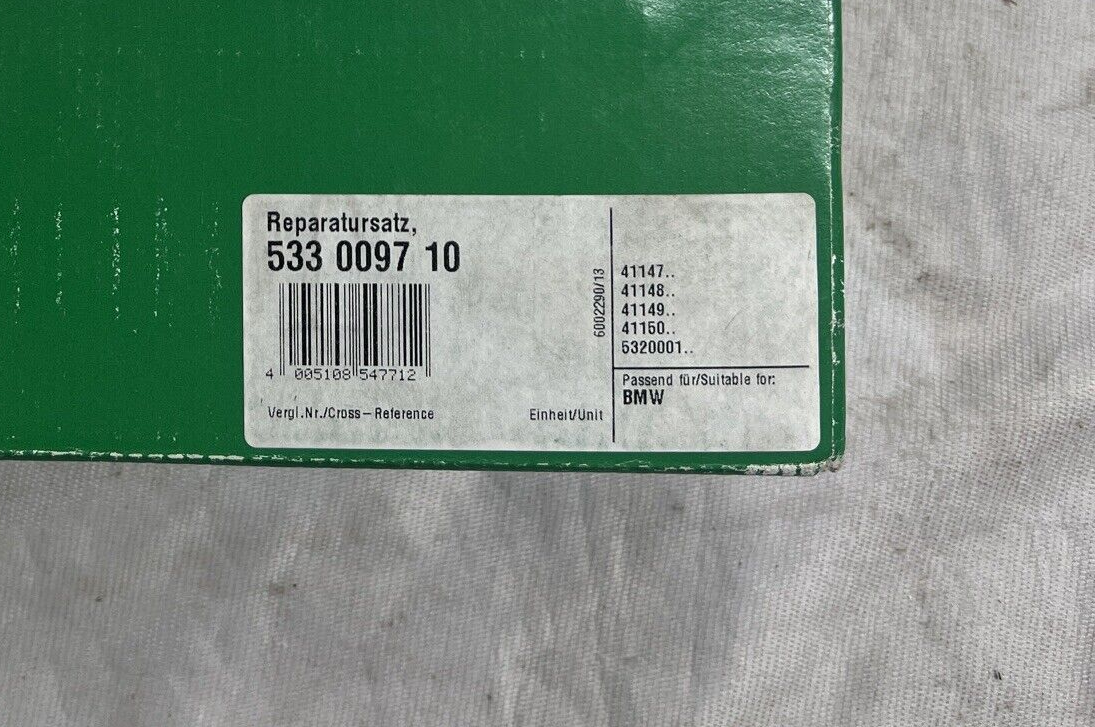 Reparatursatz,
533 0097 10
4 005108 547712
Vergl.Nr./Cross-Reference
Einheit/Unit
6002290/13
41147..
41148..
41149..
41150..
5320001..
Passend für/Suitable for:
BMW